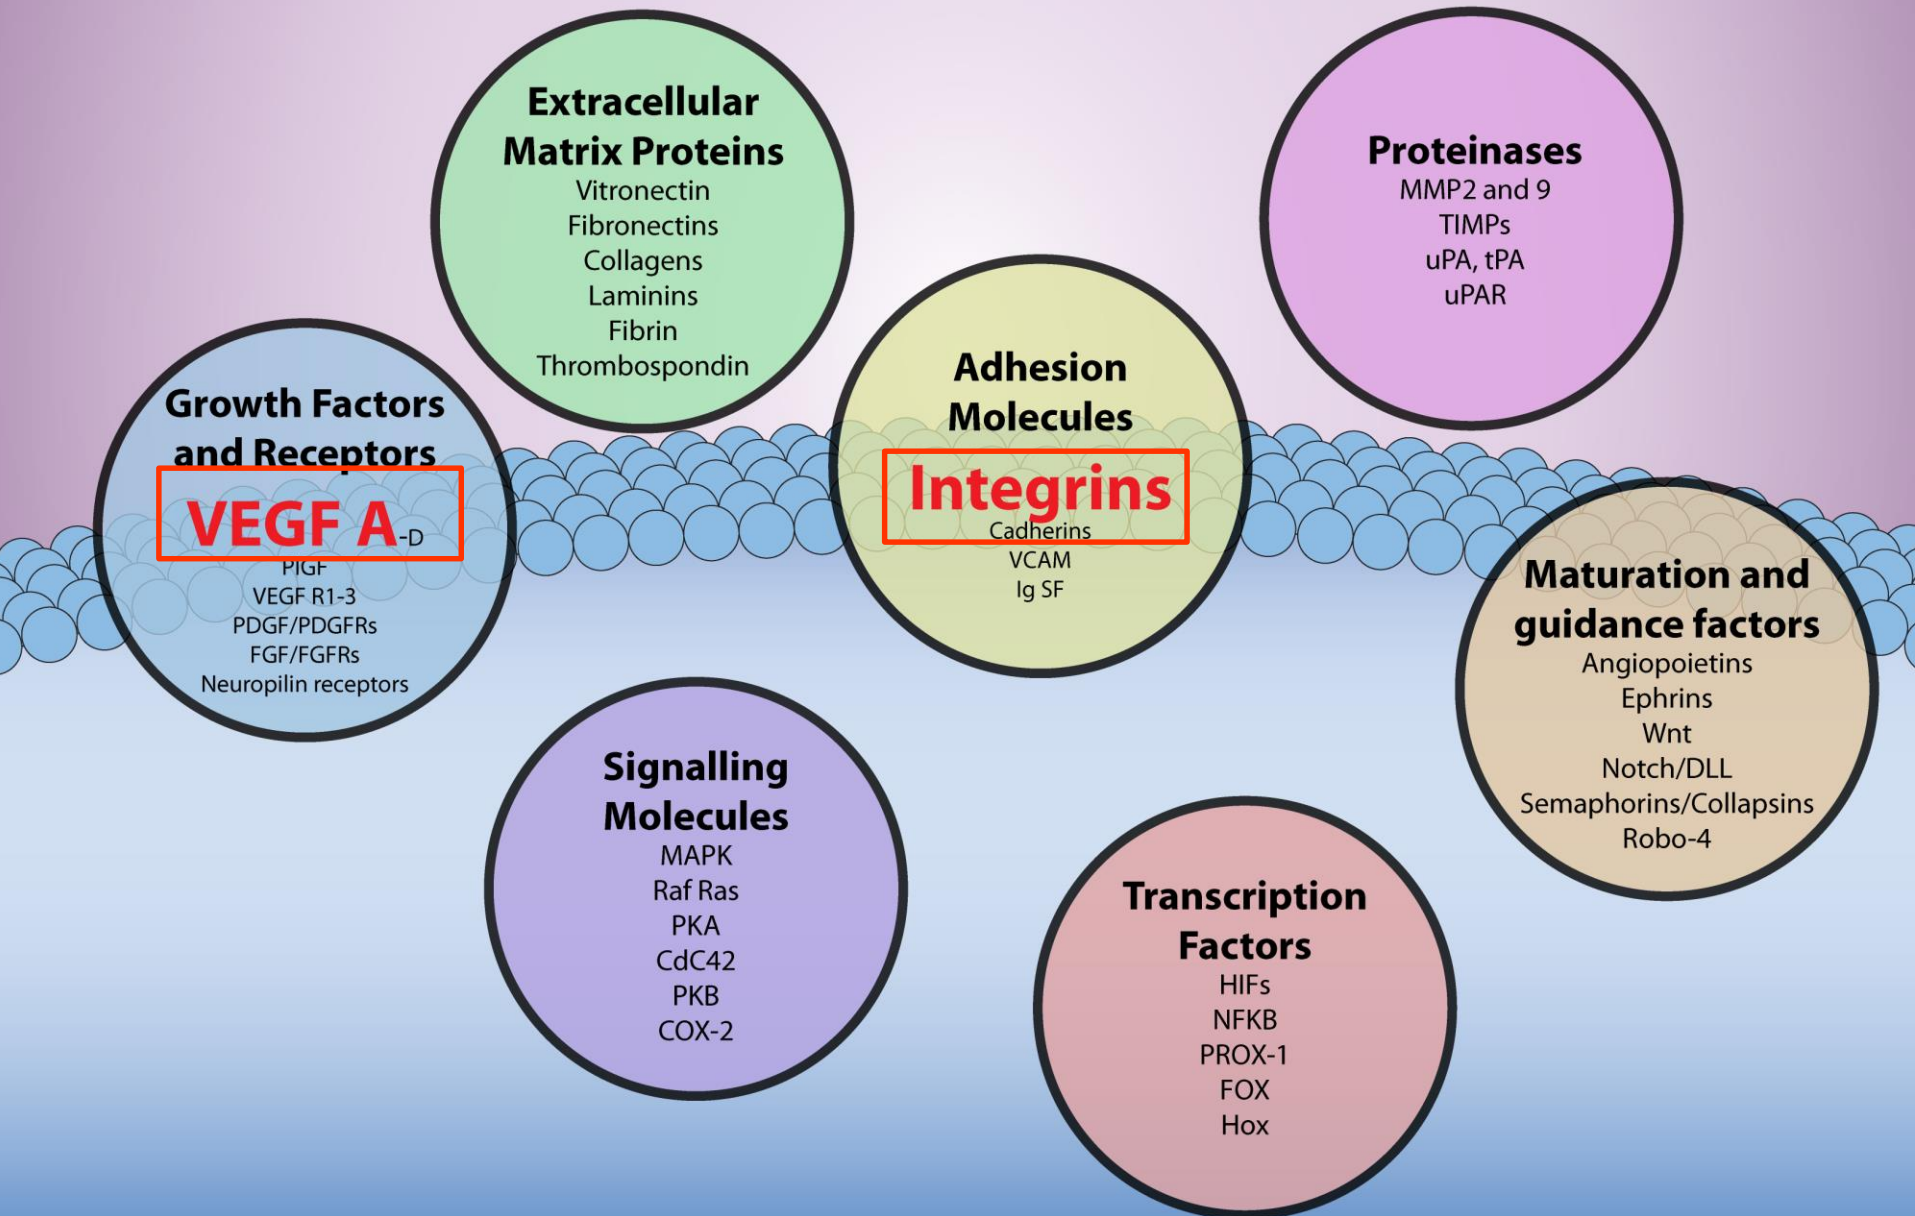 Extracellular
Matrix Proteins
Vitronectin
Fibronectins
Collagens
Laminins
Fibrin
Thrombospondin
Proteinases
MMP2 and 9
TIMPs
uPA, tPA
uPAR
Growth Factors
and Receptors
VEGF A-D
PIGF
VEGF R1-3
PDGF/PDGFRs
FGF/FGFRs
Neuropilin receptors
Adhesion
Molecules
Integrins
Cadherins
VCAM
Ig SF
Maturation and
guidance factors
Angiopoietins
Ephrins
Wnt
Notch/DLL
Semaphorins/Collapsins
Robo-4
Signalling
Molecules
MAPK
Raf Ras
PKA
CdC42
PKB
COX-2
Transcription
Factors
HIFs
NFKB
PROX-1
FOX
Hox